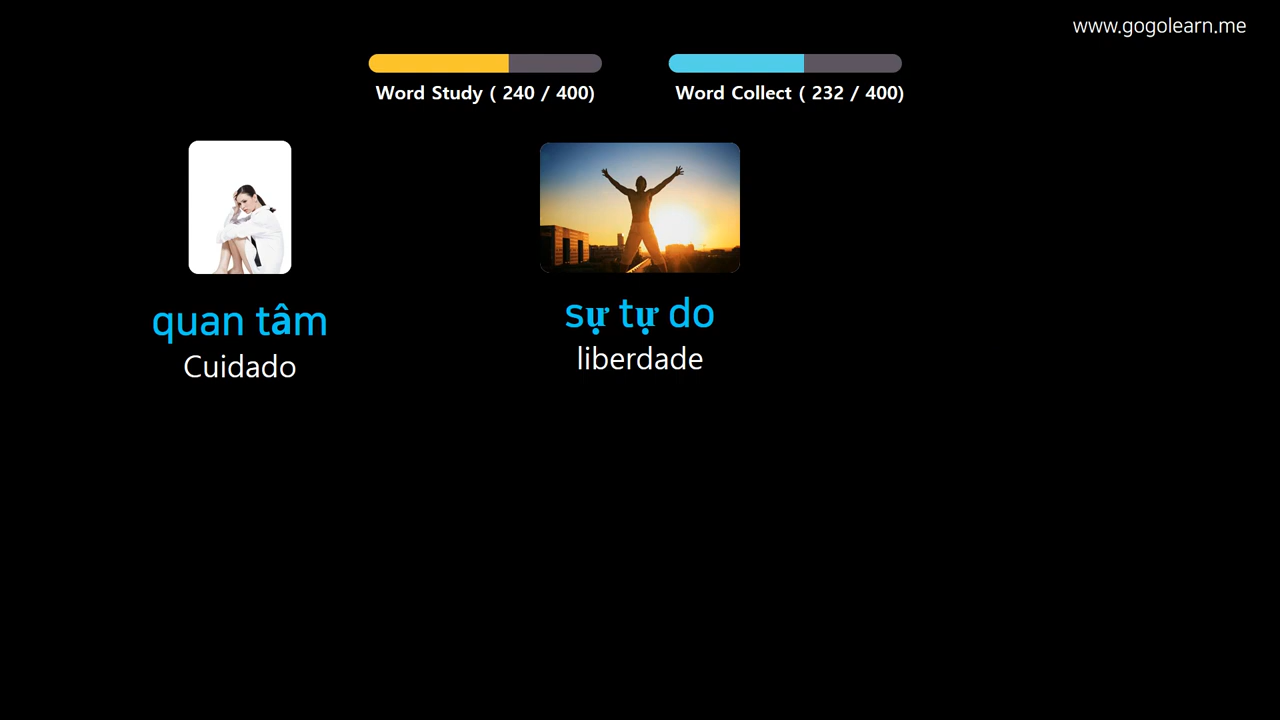 www.gogolearn.me
Word Study ( 240 / 400)
Word Collect ( 232 / 400)
quan tâm
Cuidado
sự tự do
liberdade